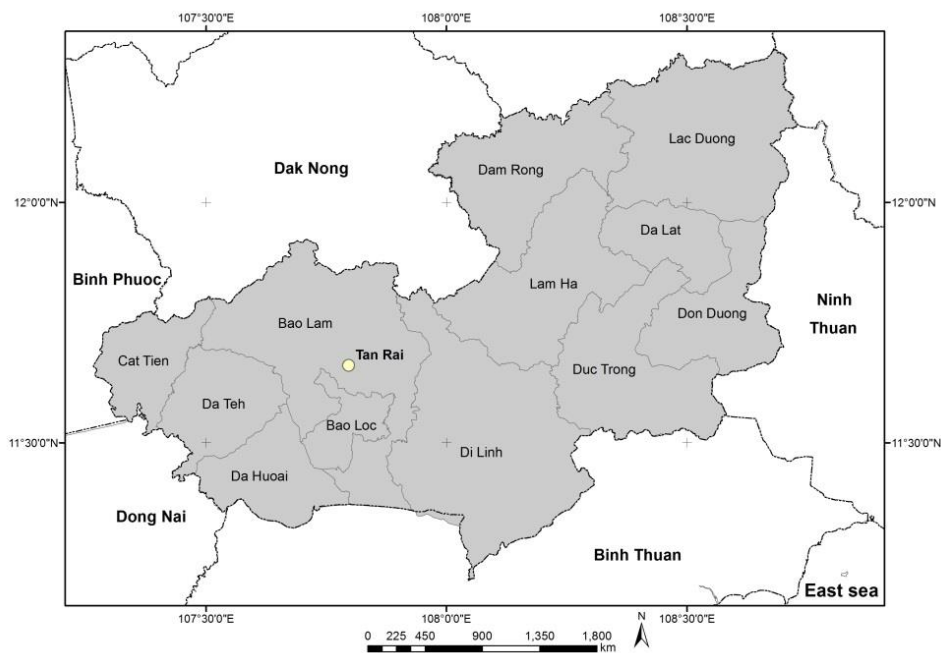 107°30'0"E
108°0'0"E
108°30'0"E
Lac Duong
Dak Nong
Dam Rong
12°0'0"N
12°0'0"N
Da Lat
Binh Phuoc
Lam Ha
Ninh
Thuan
Don Duong
Bao Lam
Tan Rai
Cat Tien
Duc Trong
Da Teh
Bao Loc
11°30'0"N
11°30'0"N
Di Linh
Da Huoai
Dong Nai
Binh Thuan
East sea
107°30'0"E
108°0'0"E
108°30'0"E
N
0 225 450 900 1,350 1,800
km